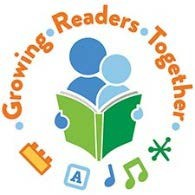 • Growing • Readers • Together •
A